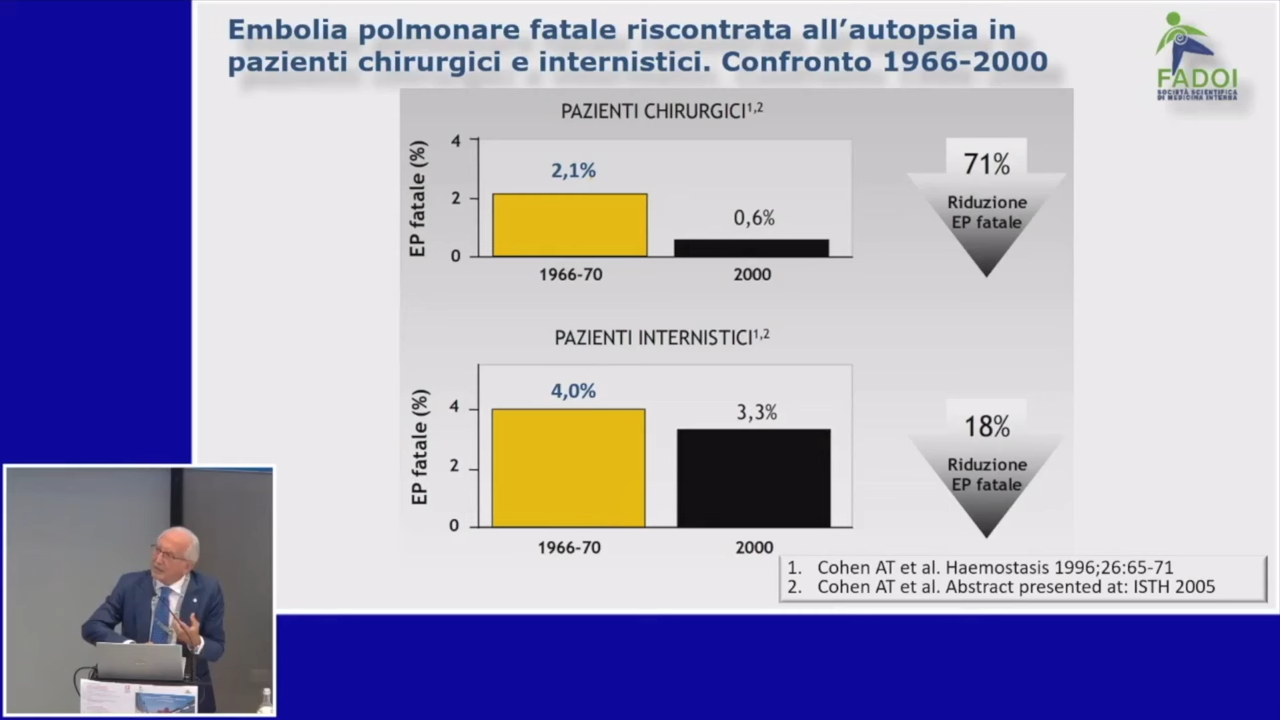 Embolia polmonare fatale riscontrata all’autopsia in
pazienti chirurgici e internistici. Confronto 1966-2000
FADOI
SOCIETÀ SCIENTIFICA
DI MEDICINA INTERNA
PAZIENTI CHIRURGICI1,2
EP fatale (%)
4
2
0
2,1%
0,6%
1966-70
2000
71%
Riduzione
EP fatale
PAZIENTI INTERNISTICI1,2
EP fatale (%)
4
2
0
4,0%
3,3%
1966-70
2000
18%
Riduzione
EP fatale
1. Cohen AT et al. Haemostasis 1996;26:65-71
2. Cohen AT et al. Abstract presented at: ISTH 2005